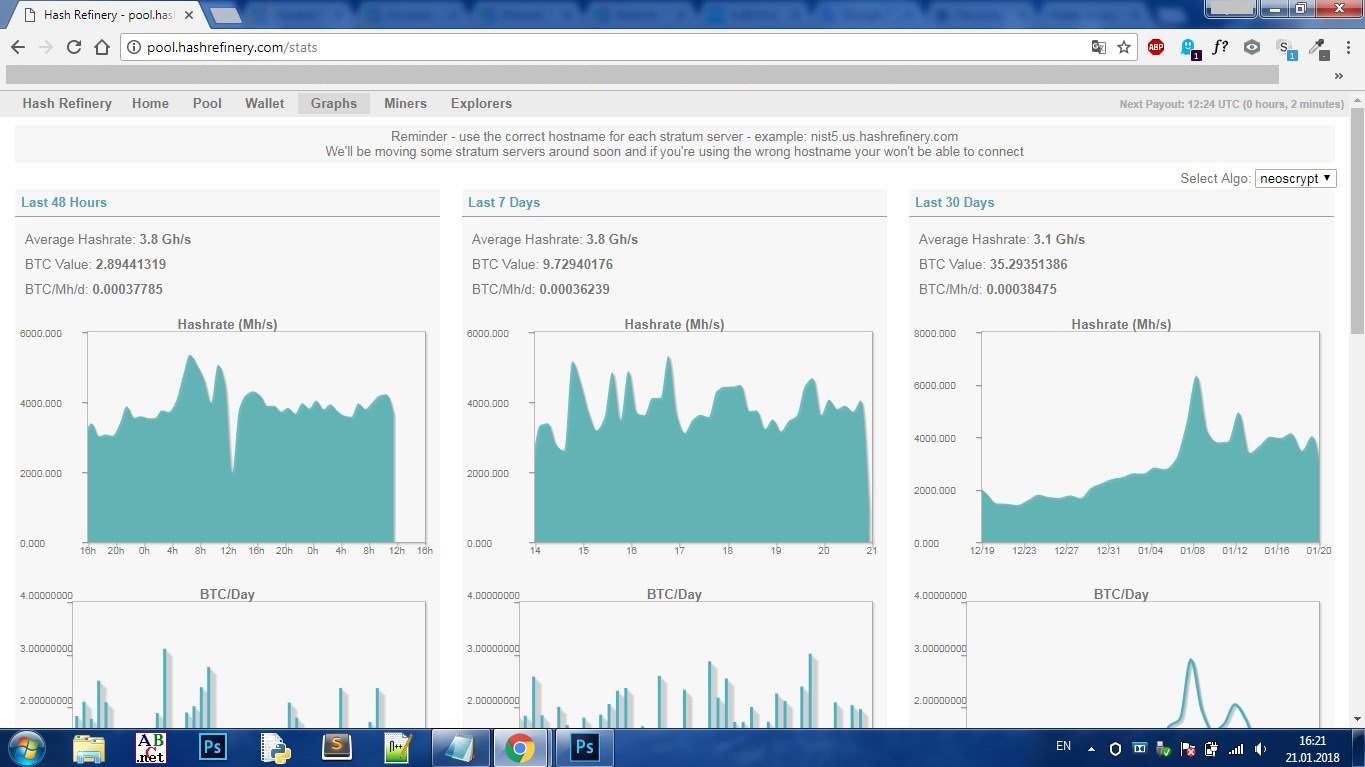 Hash Refinery - pool.has
pool.hashrefinery.com/stats
ABP
1
f?
S
1
»
Hash Refinery Home Pool Wallet Graphs Miners Explorers
Next Payout: 12:24 UTC (0 hours, 2 minutes)
Reminder - use the correct hostname for each stratum server - example: nist5.us.hashrefinery.com
We'll be moving some stratum servers around soon and if you're using the wrong hostname your won't be able to connect
Select Algo: neoscrypt
Last 48 Hours
Average Hashrate: 3.8 Gh/s
BTC Value: 2.89441319
BTC/Mh/d: 0.00037785
Hashrate (Mh/s)
6000.000
4000.000
2000.000
0.000
16h 20h 0h 4h 8h 12h 16h 20h 0h 4h 8h 12h 16h
BTC/Day
4.00000000
3.00000000
2.00000000
Last 7 Days
Average Hashrate: 3.8 Gh/s
BTC Value: 9.72940176
BTC/Mh/d: 0.00036239
Hashrate (Mh/s)
6000.000
4000.000
2000.000
0.000
14 15 16 17 18 19 20 21
BTC/Day
4.00000000
3.00000000
2.00000000
Last 30 Days
Average Hashrate: 3.1 Gh/s
BTC Value: 35.29351386
BTC/Mh/d: 0.00038475
Hashrate (Mh/s)
8000.000
6000.000
4000.000
2000.000
0.000
12/19 12/23 12/27 12/31 01/04 01/08 01/12 01/16 01/20
BTC/Day
4.00000000
3.00000000
2.00000000
ABC.net
Ps
S
Ps
EN
16:21
21.01.2018